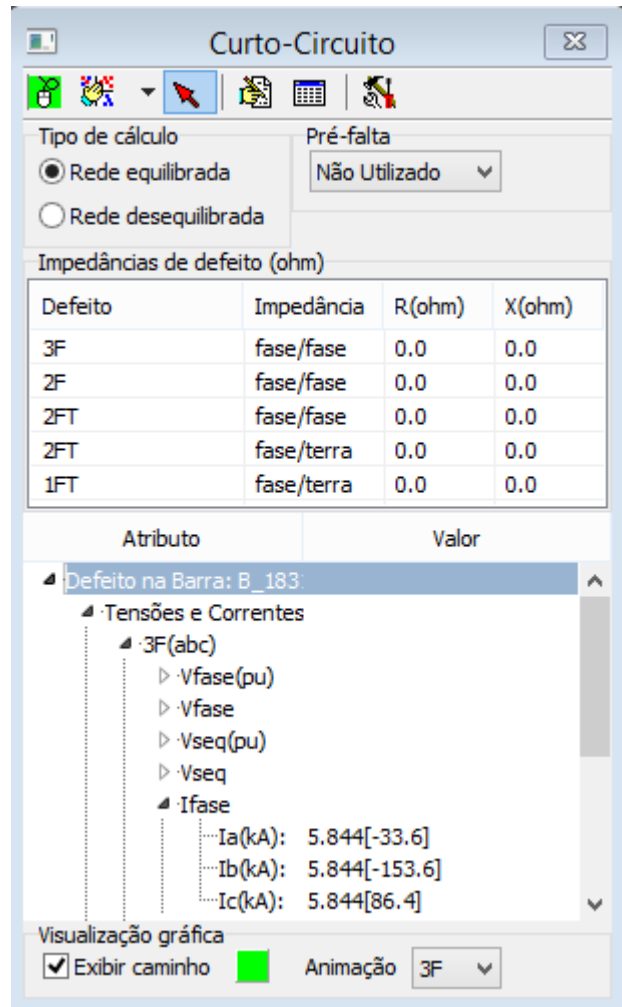 Curto-Circuito
Tipo de cálculo
Pré-falta
Rede equilibrada
Não Utilizado
Rede desequilibrada
Impedâncias de defeito (ohm)
Defeito Impedância R(ohm) X(ohm)
3F fase/fase 0.0 0.0
2F fase/fase 0.0 0.0
2FT fase/fase 0.0 0.0
2FT fase/terra 0.0 0.0
1FT fase/terra 0.0 0.0
Atributo Valor
Defeito na Barra: B_183
Tensões e Correntes
3F(abc)
Vfase(pu)
Vfase
Vseq(pu)
Vseq
Ifase
Ia(kA): 5.844[-33.6]
Ib(kA): 5.844[-153.6]
Ic(kA): 5.844[86.4]
Visualização gráfica
Exibir caminho Animação 3F